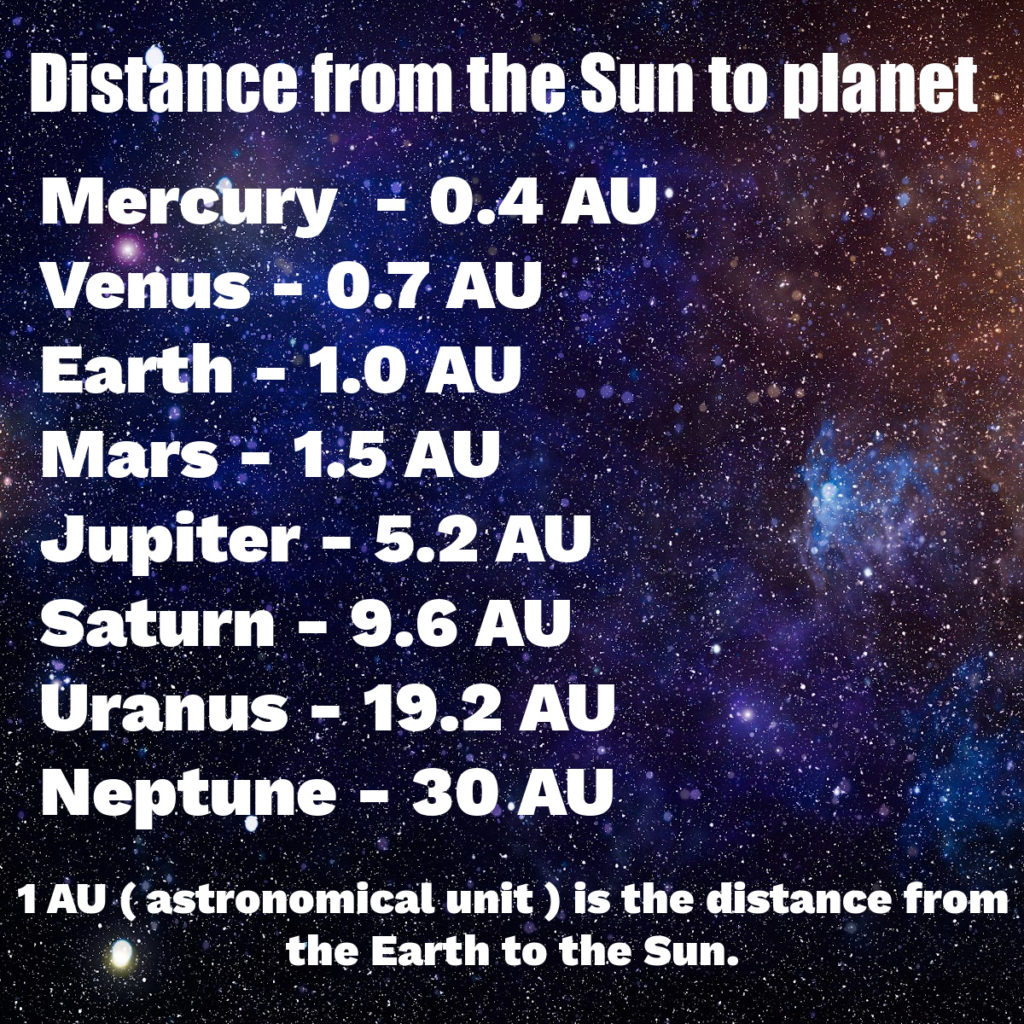 Distance from the Sun to planet
Mercury - 0.4 AU
Venus - 0.7 AU
Earth - 1.0 AU
Mars - 1.5 AU
Jupiter - 5.2 AU
Saturn - 9.6 AU
Uranus - 19.2 AU
Neptune - 30 AU
1 AU ( astronomical unit ) is the distance from
the Earth to the Sun.